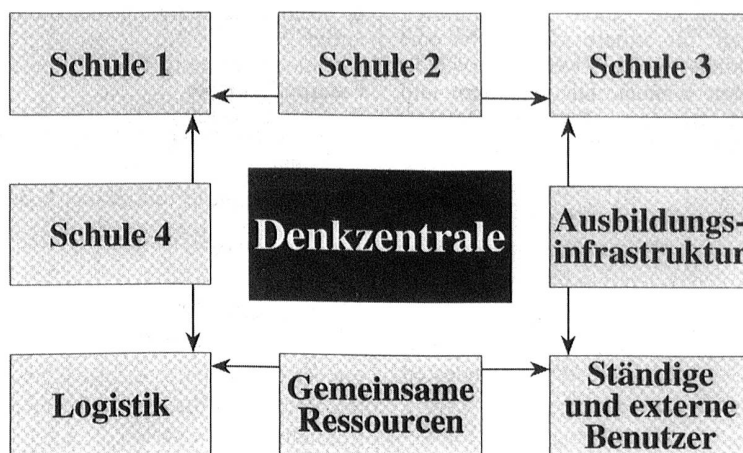 Schule 1
Schule 2
Schule 3
Schule 4
Denkzentrale
Ausbildungs-
infrastruktur
Logistik
Gemeinsame
Ressourcen
Ständige
und externe
Benutzer